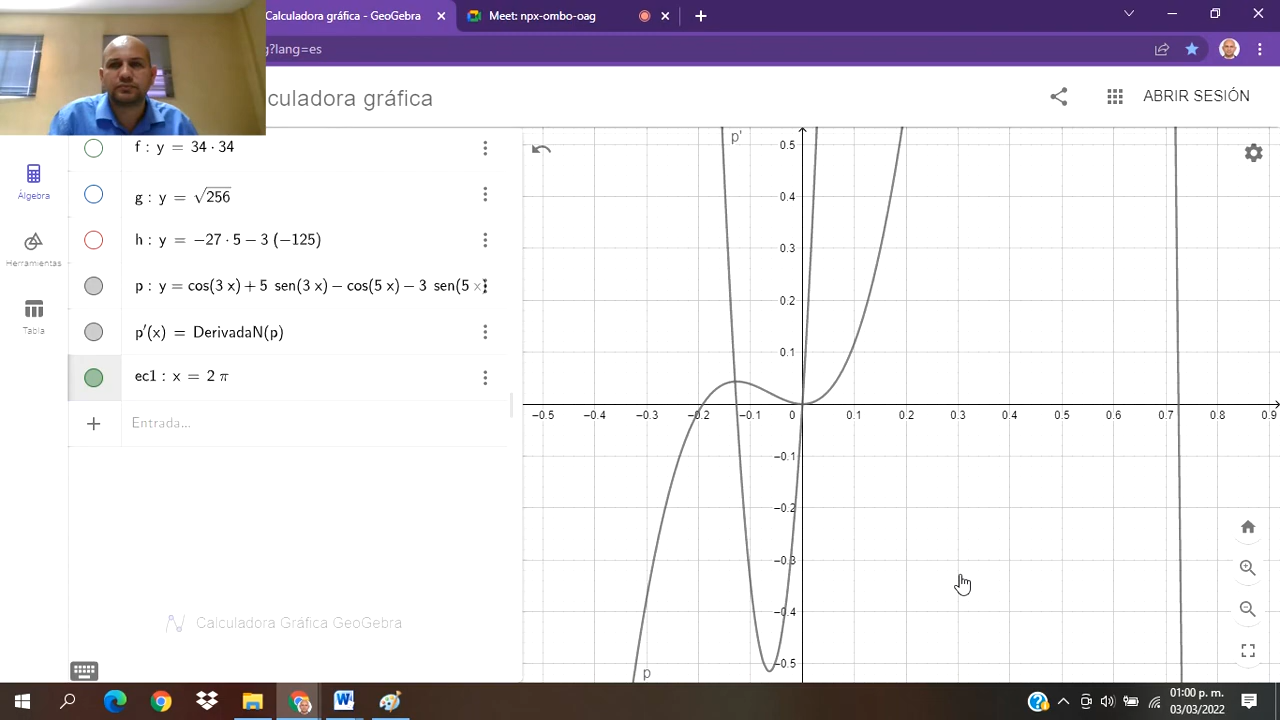 Calculadora gráfica - GeoGebra
Meet: npx-ombo-oag
g?lang=es
culadora gráfica
ABRIR SESIÓN
f : y = 34 · 34
g : y = √256
h : y = −27 · 5 − 3 (−125)
p : y = cos(3 x) + 5 sen(3 x) − cos(5 x) − 3 sen(5 x)
p′(x) = DerivadaN(p)
ec1 : x = 2 π
Entrada...
Álgebra
Herramientas
Tabla
Calculadora Gráfica GeoGebra
p'
p
0.5
0.4
0.3
0.2
0.1
−0.5 −0.4 −0.3 −0.2 −0.1 0 0.1 0.2 0.3 0.4 0.5 0.6 0.7 0.8 0.9
−0.1
−0.2
−0.3
−0.4
−0.5
01:00 p. m.
03/03/2022